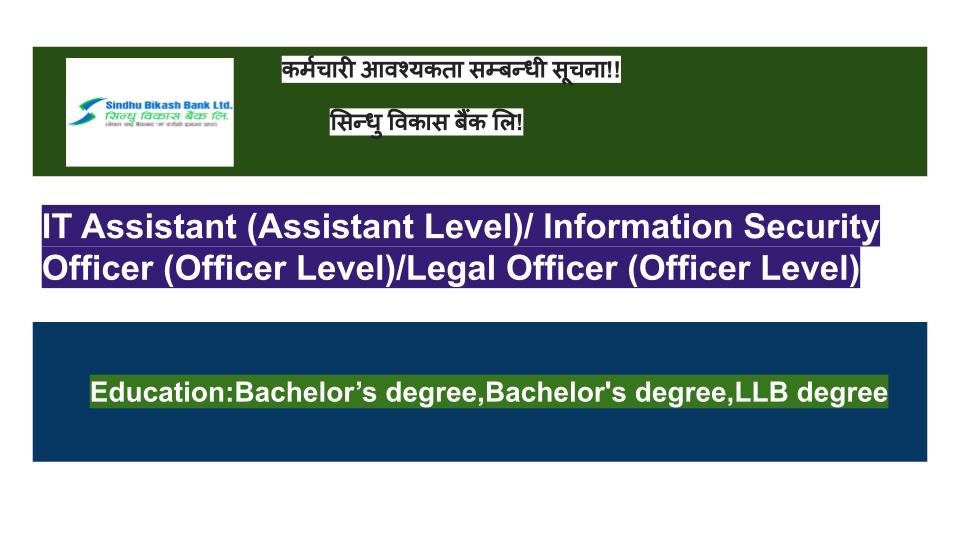 कर्मचारी आवश्यकता सम्बन्धी सूचना!!
Sindhu Bikash Bank Ltd.
सिन्धु विकास बैंक लि.
सिन्धु विकास बैंक लि!
IT Assistant (Assistant Level)/ Information Security
Officer (Officer Level)/Legal Officer (Officer Level)
Education:Bachelor’s degree,Bachelor's degree,LLB degree